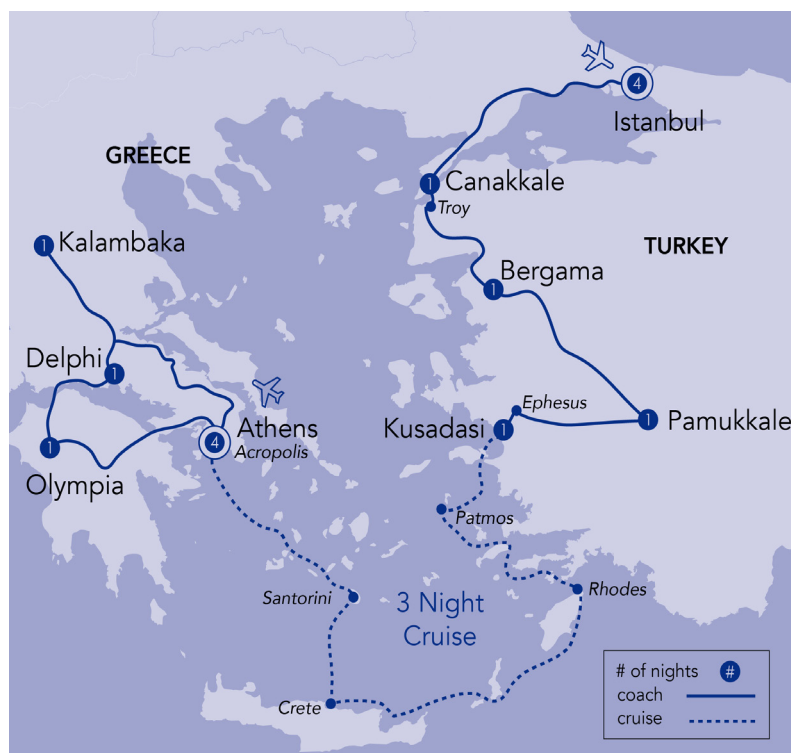 4
Istanbul
GREECE
1 Canakkale
Troy
1 Kalambaka
TURKEY
Bergama
1
Delphi
1
Ephesus
Athens
4
Acropolis
Kusadasi 1
1 Pamukkale
1
Olympia
Patmos
Santorini
3 Night
Cruise
Rhodes
Crete
# of nights #
coach
cruise